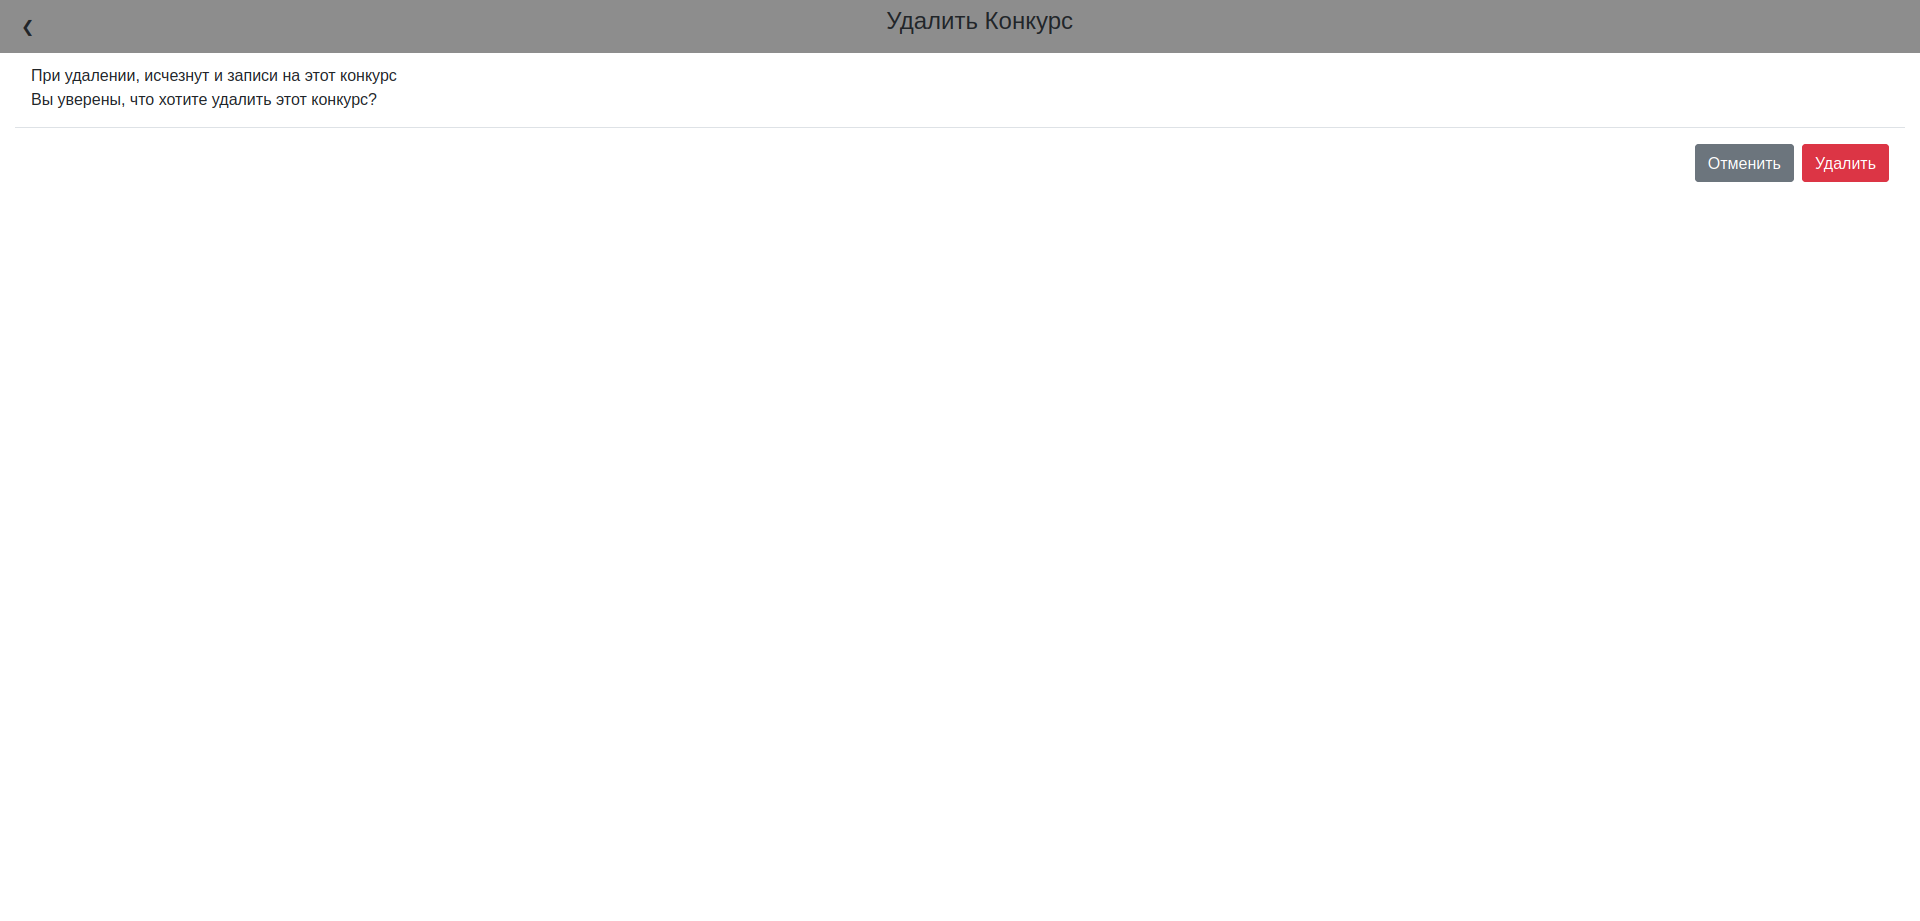 ❮
Удалить Конкурс
При удалении, исчезнут и записи на этот конкурс
Вы уверены, что хотите удалить этот конкурс?
Отменить
Удалить